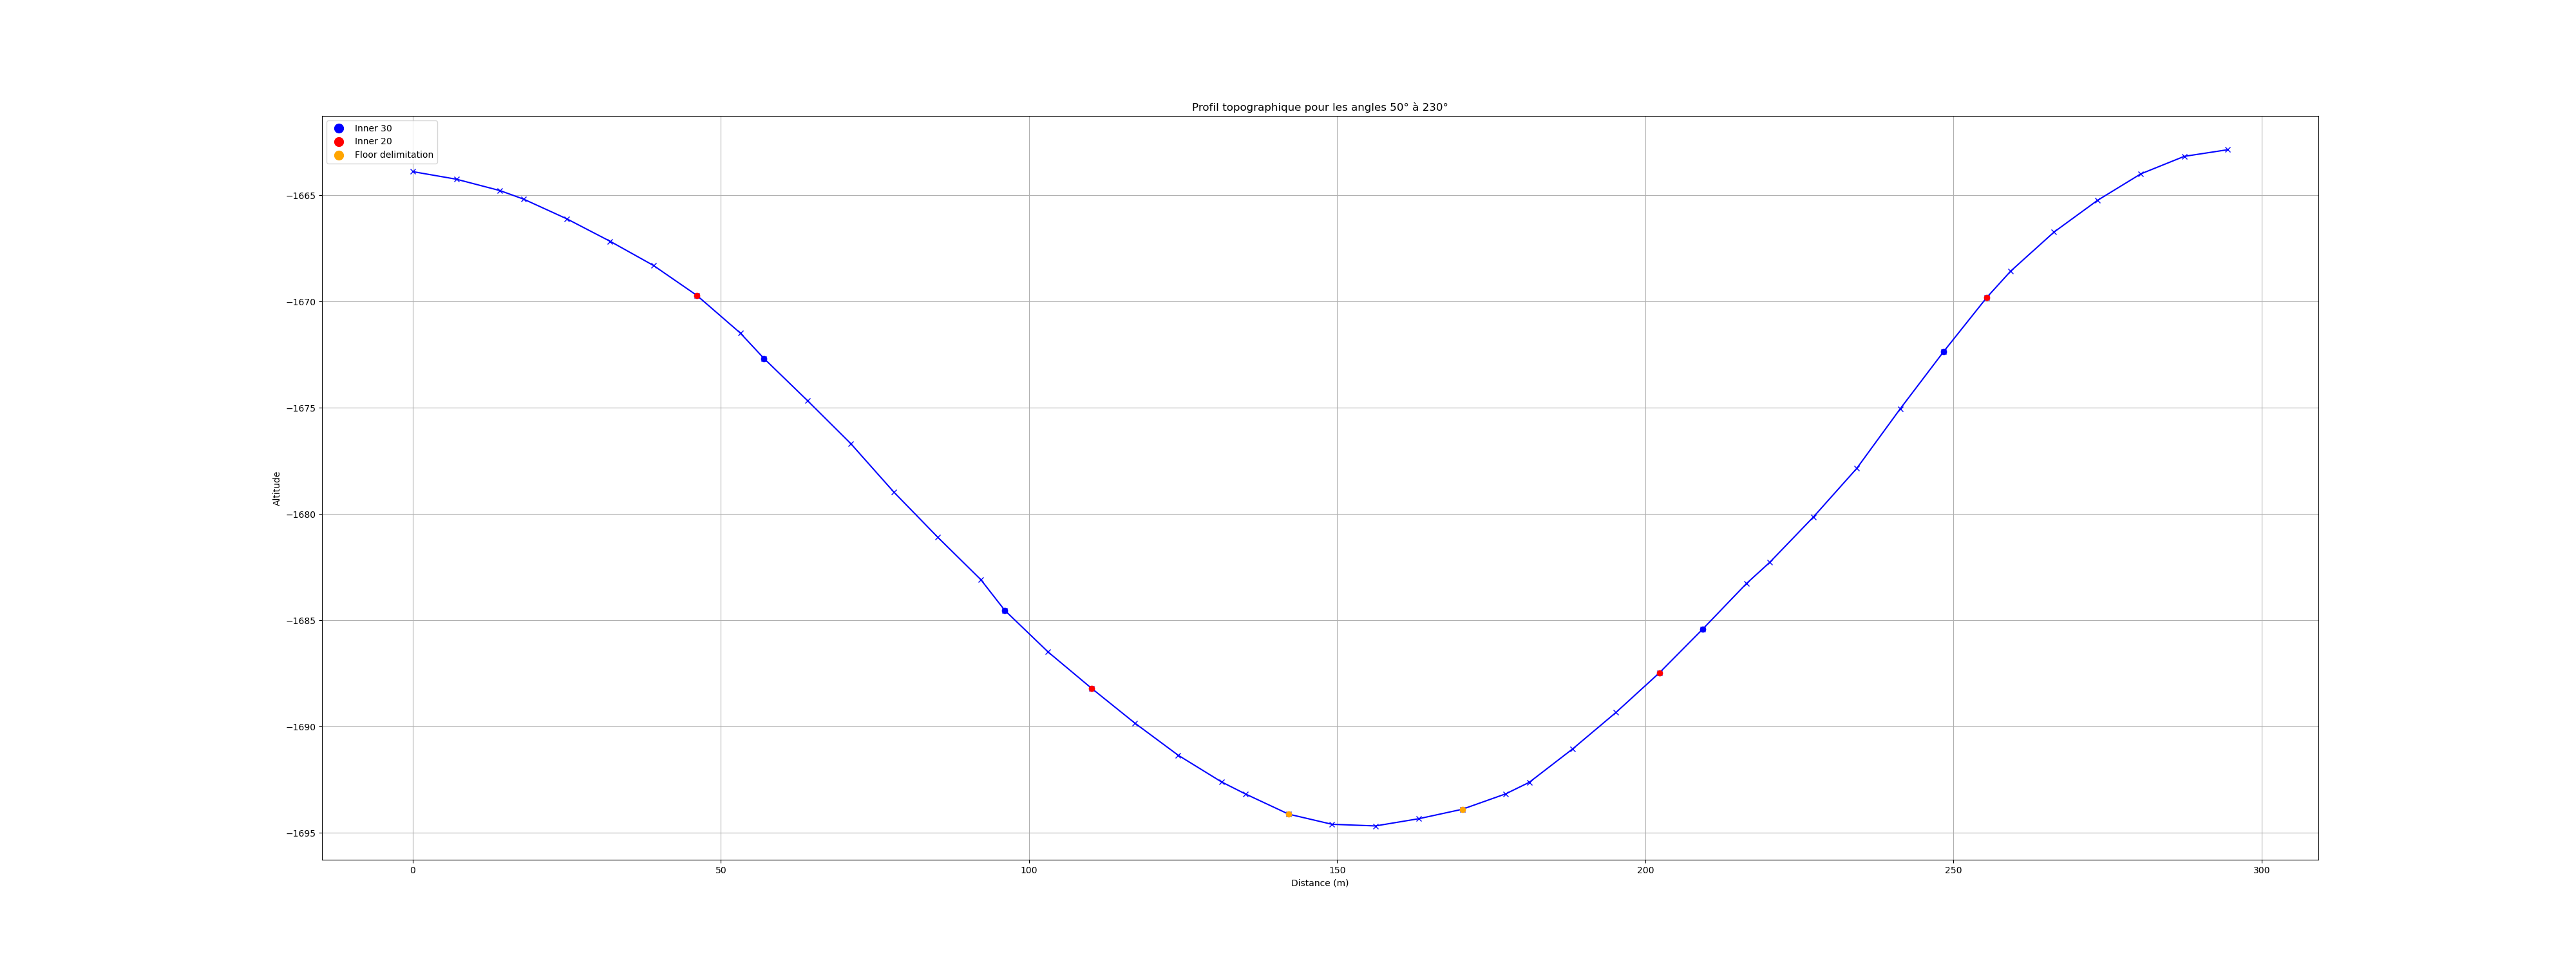 Profil topographique pour les angles 50° à 230°
Inner 30
Inner 20
Floor delimitation
−1665
−1670
−1675
−1680
−1685
−1690
−1695
Altitude
0 50 100 150 200 250 300
Distance (m)